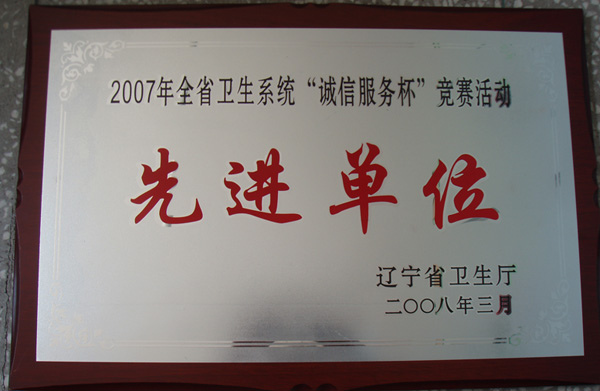 2007年全省卫生系统“诚信服务杯”竞赛活动
先进单位
辽宁省卫生厅
二〇〇八年三月